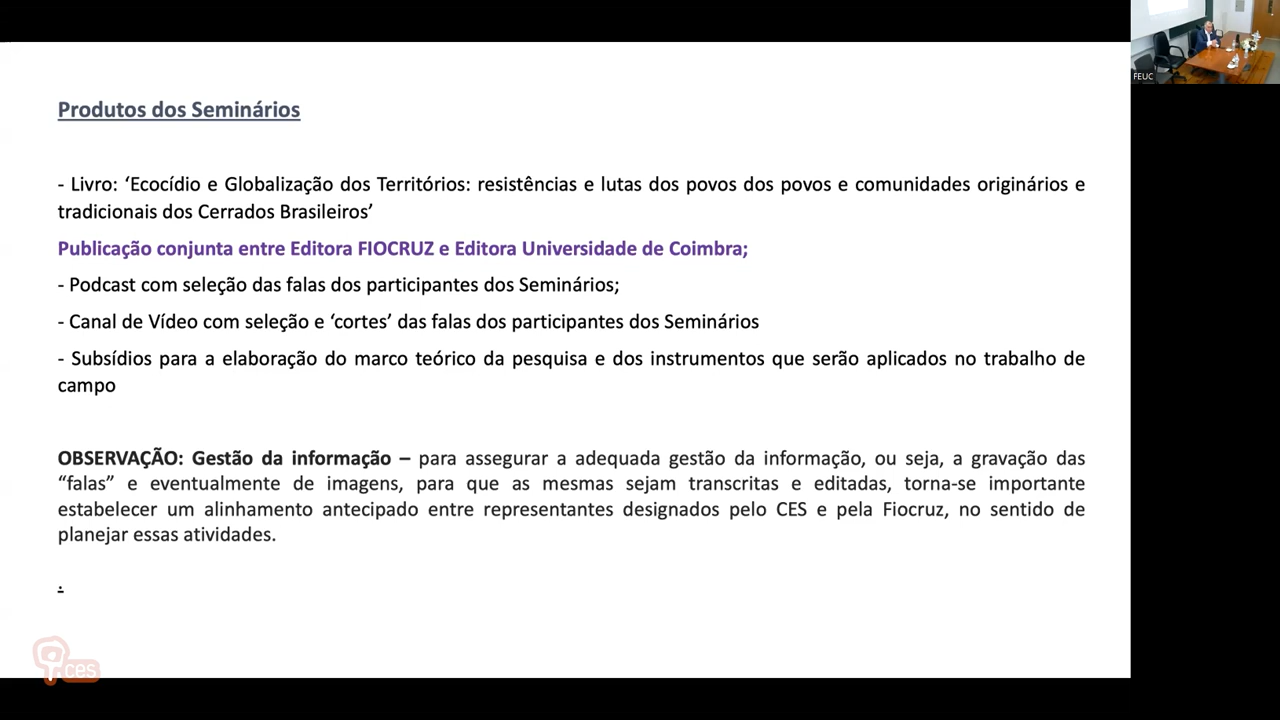 FEUC
Produtos dos Seminários
- Livro: ‘Ecocídio e Globalização dos Territórios: resistências e lutas dos povos dos povos e comunidades originários e
tradicionais dos Cerrados Brasileiros’
Publicação conjunta entre Editora FIOCRUZ e Editora Universidade de Coimbra;
- Podcast com seleção das falas dos participantes dos Seminários;
- Canal de Vídeo com seleção e ‘cortes’ das falas dos participantes dos Seminários
- Subsídios para a elaboração do marco teórico da pesquisa e dos instrumentos que serão aplicados no trabalho de
campo
OBSERVAÇÃO: Gestão da informação – para assegurar a adequada gestão da informação, ou seja, a gravação das
“falas” e eventualmente de imagens, para que as mesmas sejam transcritas e editadas, torna-se importante
estabelecer um alinhamento antecipado entre representantes designados pelo CES e pela Fiocruz, no sentido de
planejar essas atividades.
.
ces